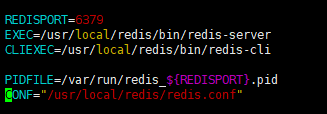 REDISPORT=6379
EXEC=/usr/local/redis/bin/redis-server
CLIEXEC=/usr/local/redis/bin/redis-cli
PIDFILE=/var/run/redis_${REDISPORT}.pid
CONF="/usr/local/redis/redis.conf"